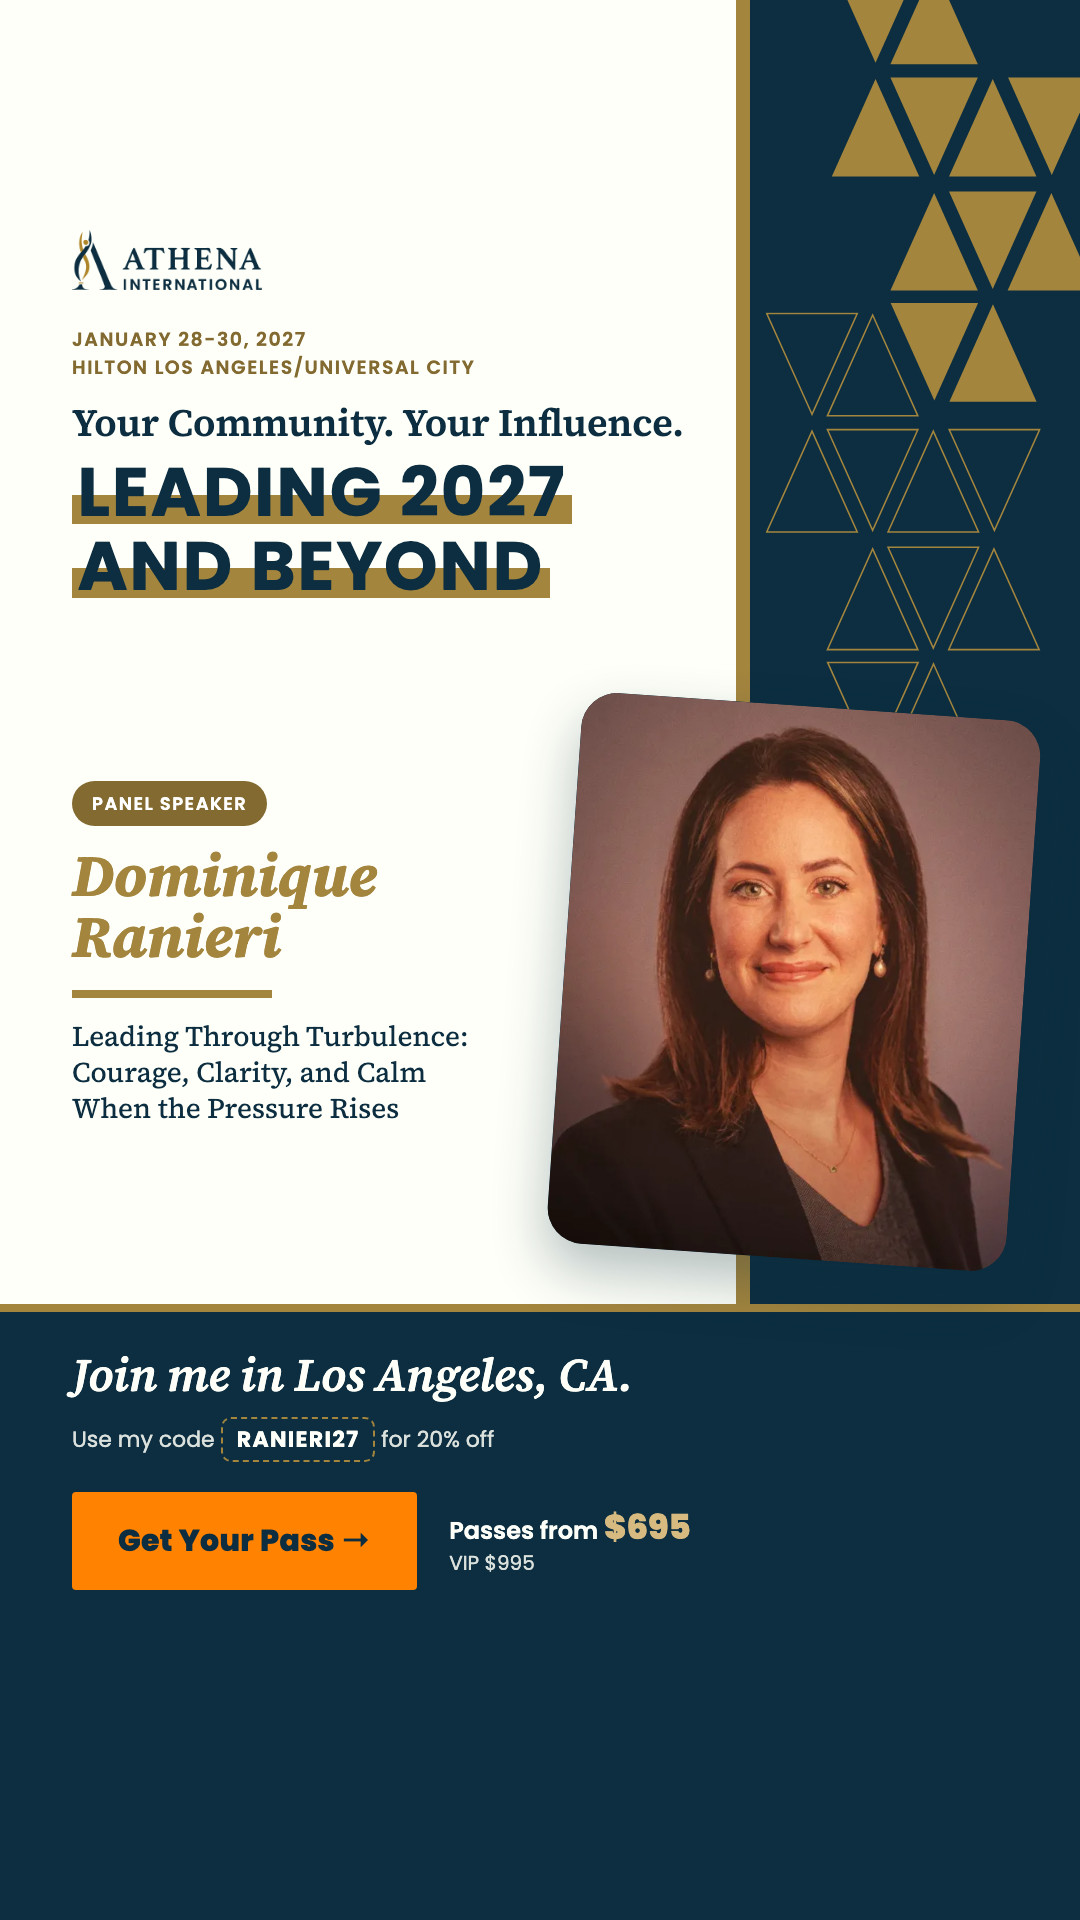 ATHENA
INTERNATIONAL
JANUARY 28-30, 2027
HILTON LOS ANGELES/UNIVERSAL CITY
Your Community. Your Influence.
LEADING 2027
AND BEYOND
PANEL SPEAKER
Dominique
Ranieri
Leading Through Turbulence:
Courage, Clarity, and Calm
When the Pressure Rises
Join me in Los Angeles, CA.
Use my code RANIERI27 for 20% off
Get Your Pass →
Passes from $695
VIP $995